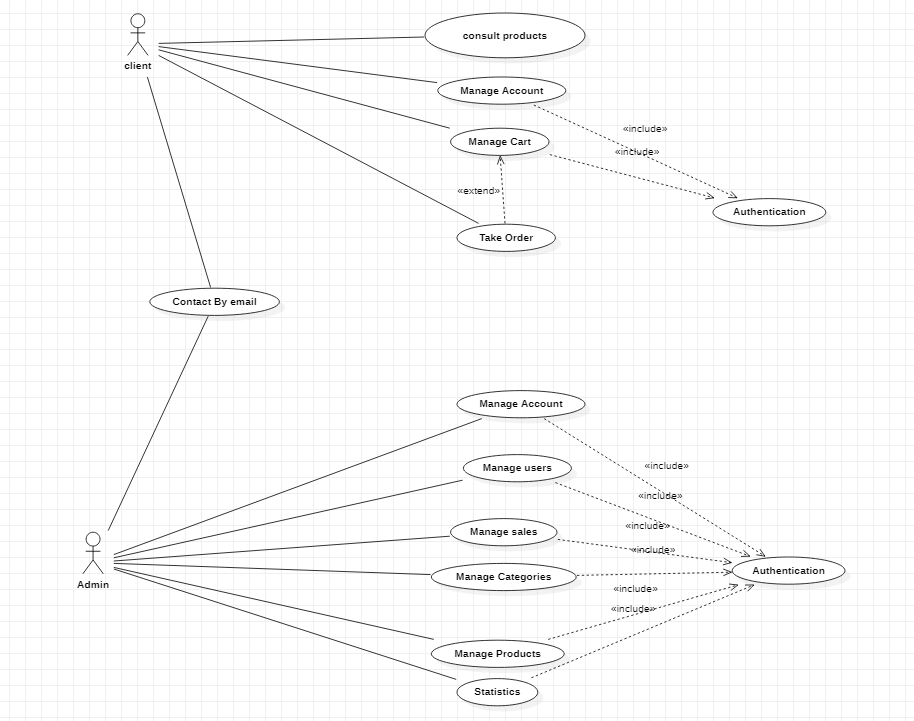 consult products
client
Manage Account
«include»
Manage Cart
«include»
«extend»
Authentication
Take Order
Contact By email
Manage Account
Manage users
«include»
«include»
Manage sales
«include»
«include»
Manage Categories
Authentication
Admin
«include»
«include»
Manage Products
Statistics